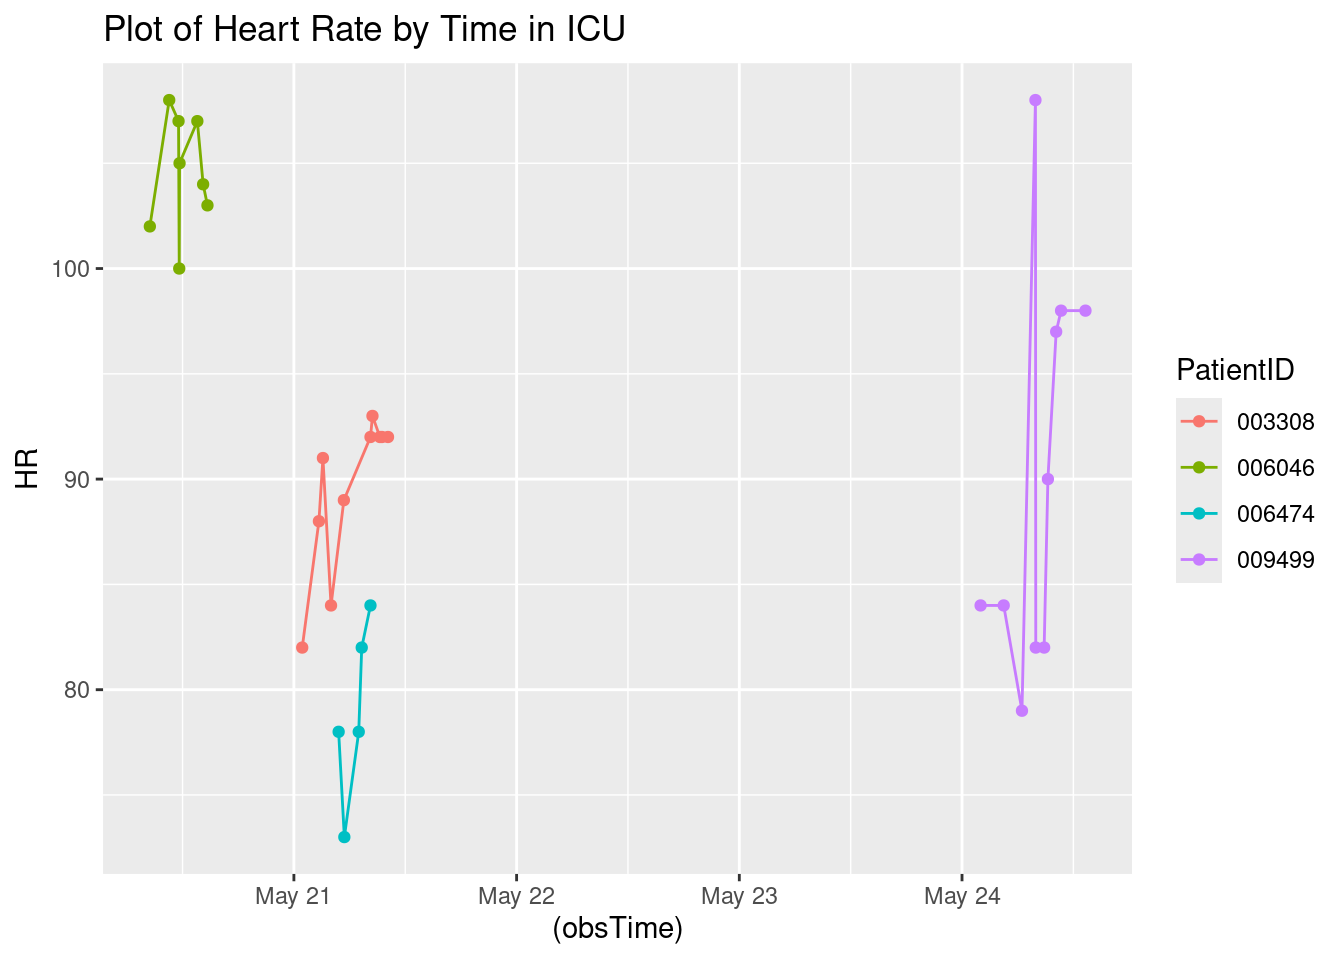 Plot of Heart Rate by Time in ICU
HR
100
90
80
May 21
May 22
May 23
May 24
(obsTime)
PatientID
003308
006046
006474
009499